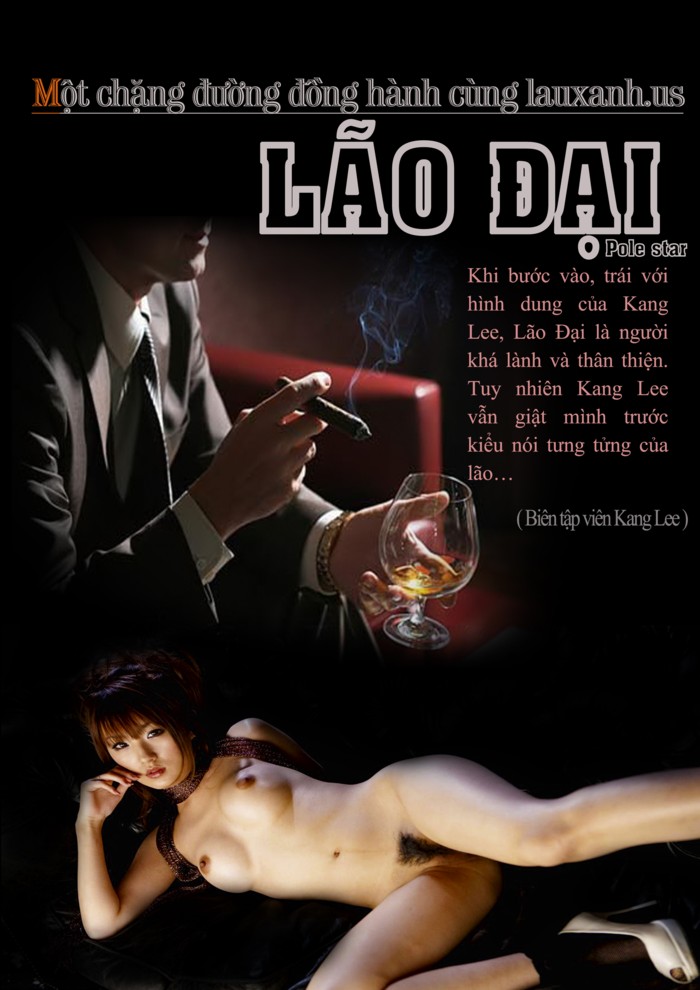 Một chặng đường đồng hành cùng lauxanh.us
LÃO ĐẠI
Pole star
Khi bước vào, trái với
hình dung của Kang
Lee, Lão Đại là người
khá lành và thân thiện.
Tuy nhiên Kang Lee
vẫn giật mình trước
kiểu nói tưng tửng của
lão…
( Biên tập viên Kang Lee )